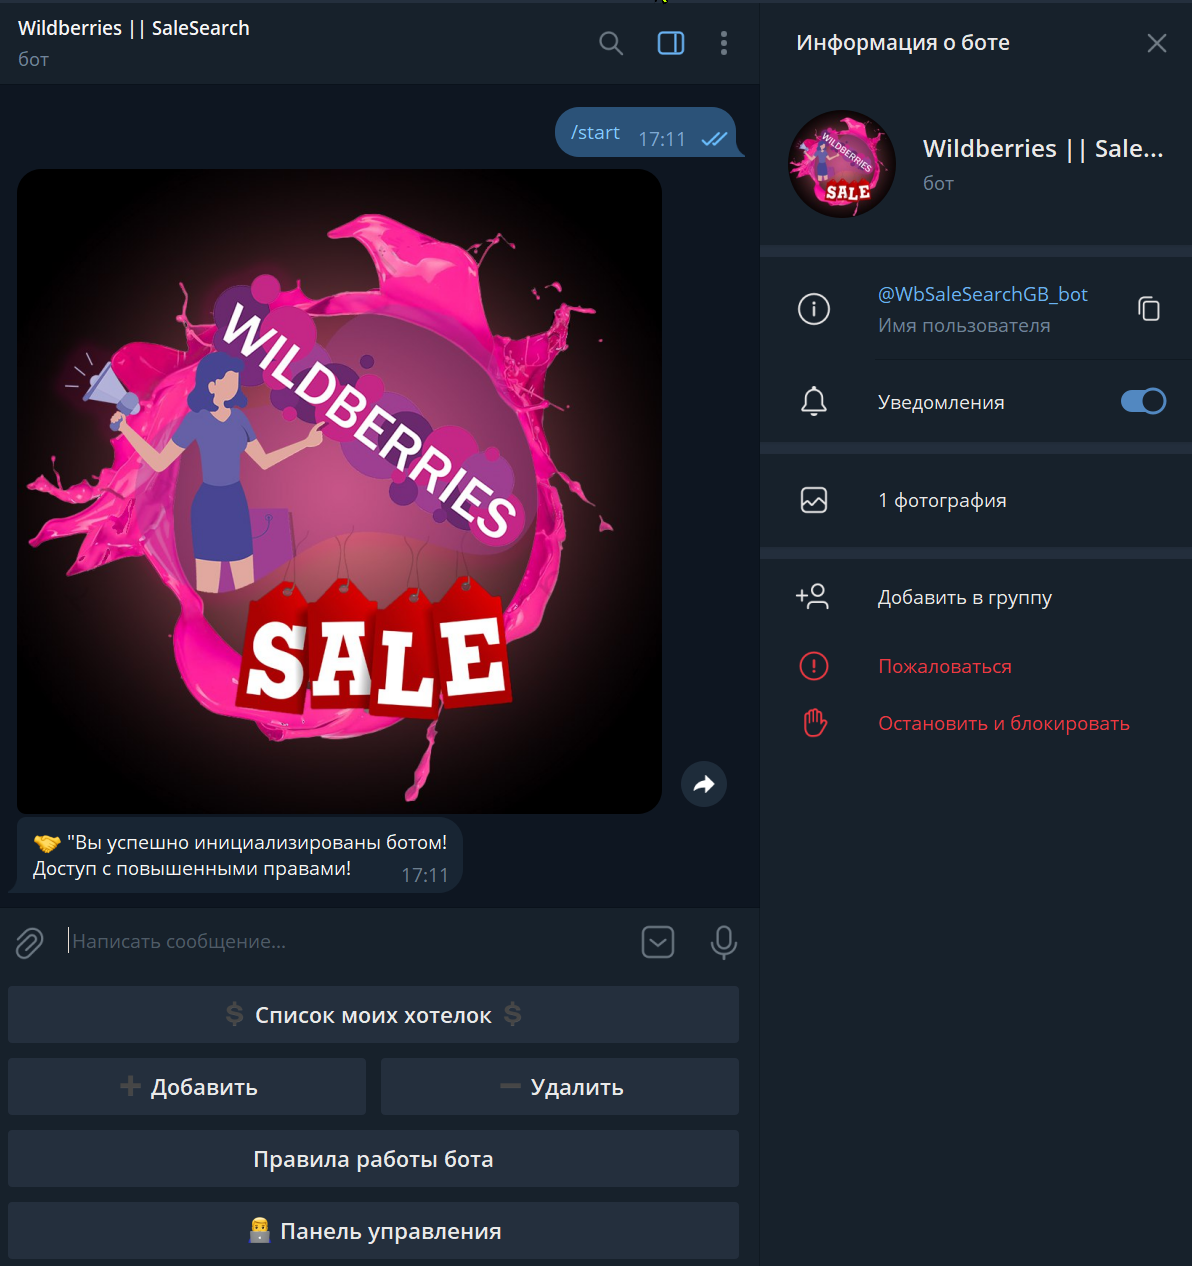 Wildberries || SaleSearch
бот
/start 17:11
WILDBERRIES
SALE
🤝 "Вы успешно инициализированы ботом!
Доступ с повышенными правами! 17:11
Написать сообщение...
$ Список моих хотелок $
+ Добавить
− Удалить
Правила работы бота
👨‍💻 Панель управления
Информация о боте
WILDBERRIES
SALE
Wildberries || Sale...
бот
@WbSaleSearchGB_bot
Имя пользователя
Уведомления
1 фотография
Добавить в группу
Пожаловаться
Остановить и блокировать